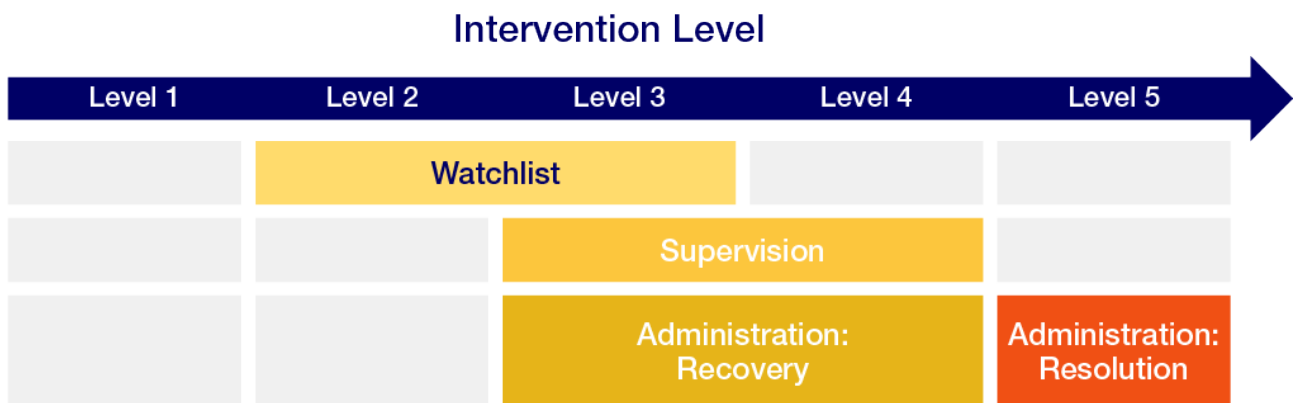 Intervention Level
Level 1 Level 2 Level 3 Level 4 Level 5
Watchlist
Supervision
Administration:
Recovery
Administration:
Resolution